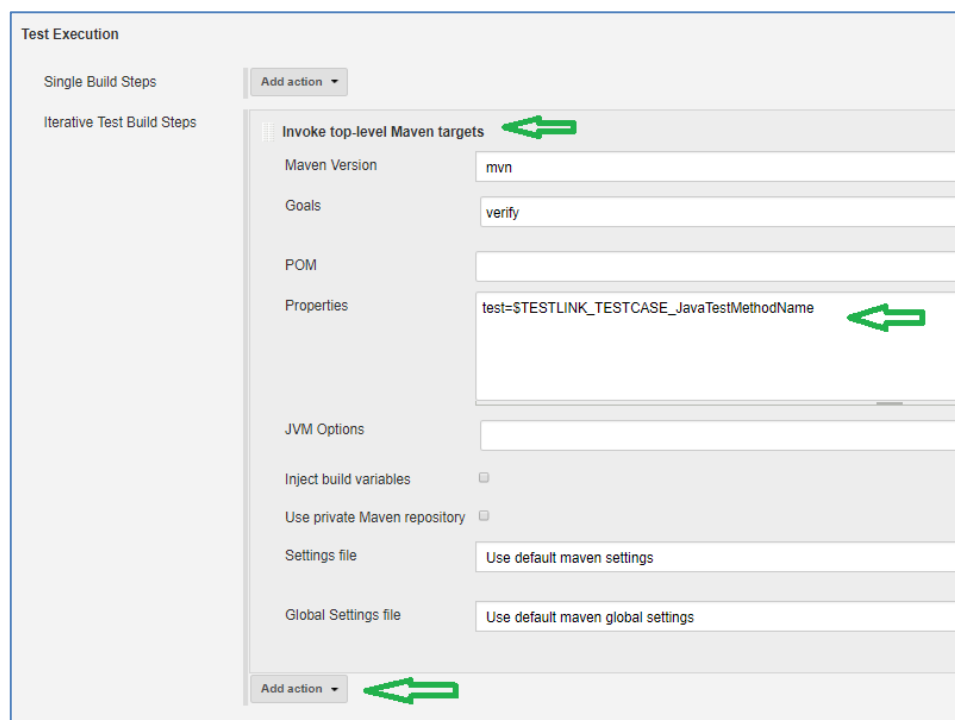 Test Execution
Single Build Steps
Add action
Iterative Test Build Steps
Invoke top-level Maven targets
Maven Version
mvn
Goals
verify
POM
Properties
test=$TESTLINK_TESTCASE_JavaTestMethodName
JVM Options
Inject build variables
Use private Maven repository
Settings file
Use default maven settings
Global Settings file
Use default maven global settings
Add action